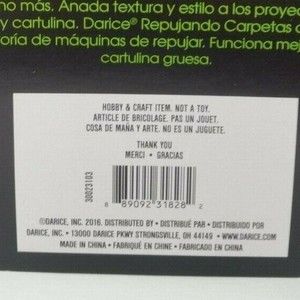 no más. Añada textura y estilo a los proye
y cartulina. Darice® Repujando Carpetas
oría de máquinas de repujar. Funciona mej
cartulina gruesa.
HOBBY & CRAFT ITEM. NOT A TOY.
ARTICLE DE BRICOLAGE. PAS UN JOUET.
COSA DE MAÑA Y ARTE. NO ES UN JUGUETE.
THANK YOU
MERCI • GRACIAS
30023103
8 89092 31828 2
©DARICE, INC. 2016. DISTRIBUTED BY • DISTRIBUÉ PAR • DISTRIBUIDO POR
DARICE, INC. • 13000 DARICE PKWY STRONGSVILLE, OH 44149 • WWW.DARICE.COM
MADE IN CHINA • FABRIQUÉ EN CHINE • FABRICADO EN CHINA